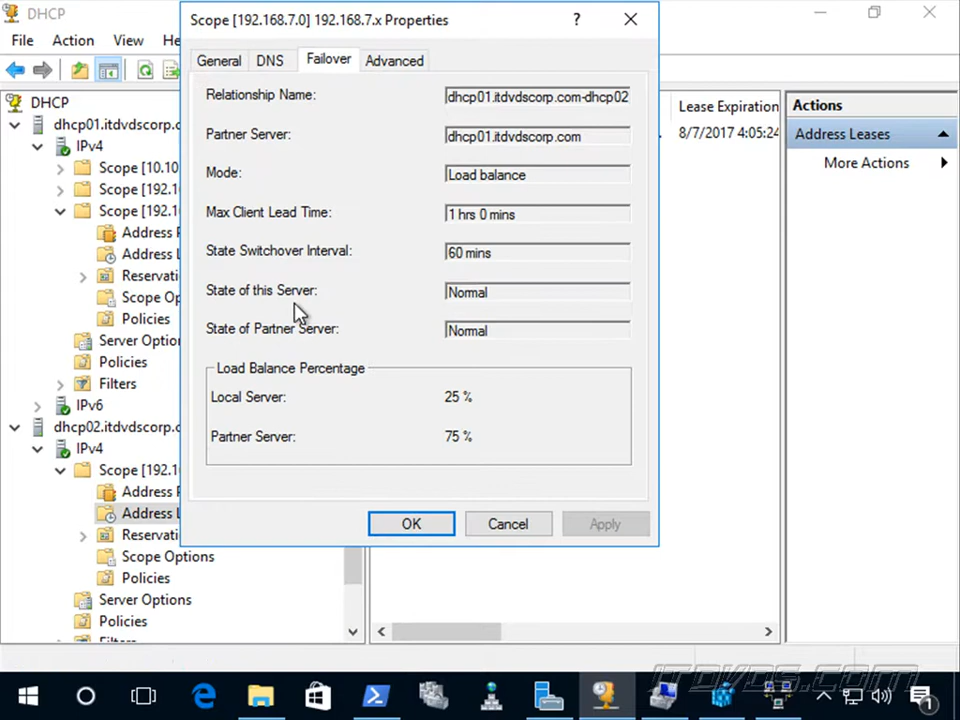 DHCP
Scope [192.168.7.0] 192.168.7.x Properties
?
File Action View He
General DNS Failover Advanced
Relationship Name: dhcp01.itdvdscorp.com-dhcp02
Partner Server: dhcp01.itdvdscorp.com
Mode: Load balance
Max Client Lead Time: 1 hrs 0 mins
State Switchover Interval: 60 mins
State of this Server: Normal
State of Partner Server: Normal
Load Balance Percentage
Local Server: 25 %
Partner Server: 75 %
OK Cancel Apply
DHCP
dhcp01.itdvdscorp.c
IPv4
Scope [10.10
Scope [192.1
Scope [192.1
Address P
Address L
Reservati
Scope Op
Policies
Server Optio
Policies
Filters
IPv6
dhcp02.itdvdscorp.c
IPv4
Scope [192.1
Address P
Address L
Reservati
Scope Options
Policies
Server Options
Policies
Filters
Lease Expiration
8/7/2017 4:05:24
Actions
Address Leases
More Actions
ITDVDS.COM
1